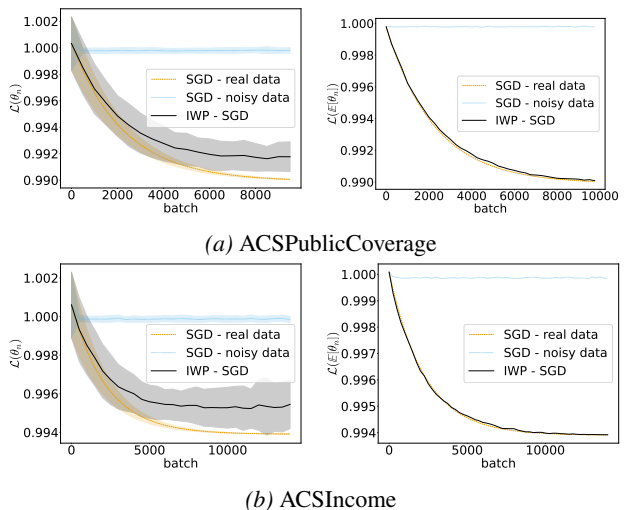 1.002
1.000
0.998
0.996
0.994
0.992
0.990
ℒ(θₙ)
SGD - real data
SGD - noisy data
IWP - SGD
0 2000 4000 6000 8000
batch
1.000
0.998
0.996
0.994
0.992
0.990
ℒ(𝔼[θₙ])
SGD - real data
SGD - noisy data
IWP - SGD
0 2000 4000 6000 8000 10000
batch
(a) ACSPublicCoverage
1.002
1.000
0.998
0.996
0.994
ℒ(θₙ)
SGD - real data
SGD - noisy data
IWP - SGD
0 5000 10000
batch
1.000
0.999
0.998
0.997
0.996
0.995
0.994
ℒ(𝔼[θₙ])
SGD - real data
SGD - noisy data
IWP - SGD
0 5000 10000
batch
(b) ACSIncome